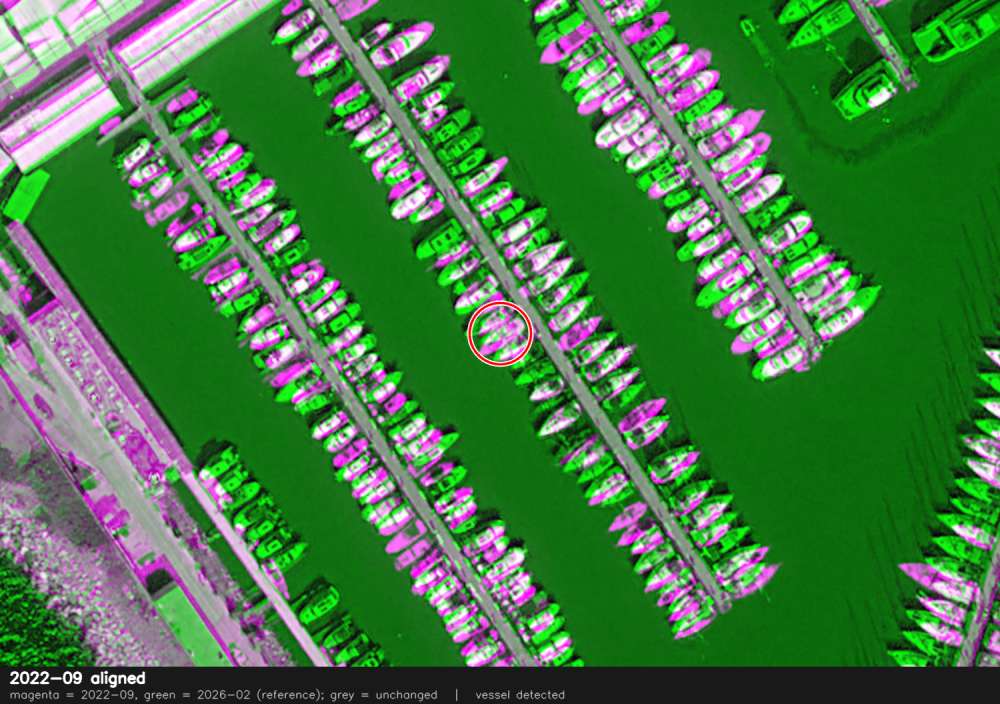 2022-09 aligned
magenta = 2022-09, green = 2026-02 (reference); grey = unchanged | vessel detected